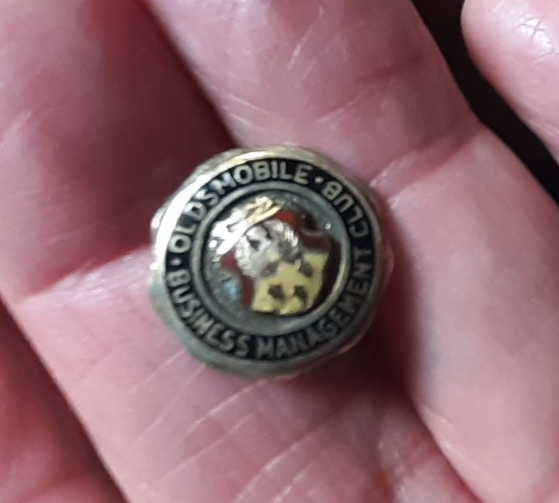 OLDSMOBILE · CLUB
· BUSINESS MANAGEMENT